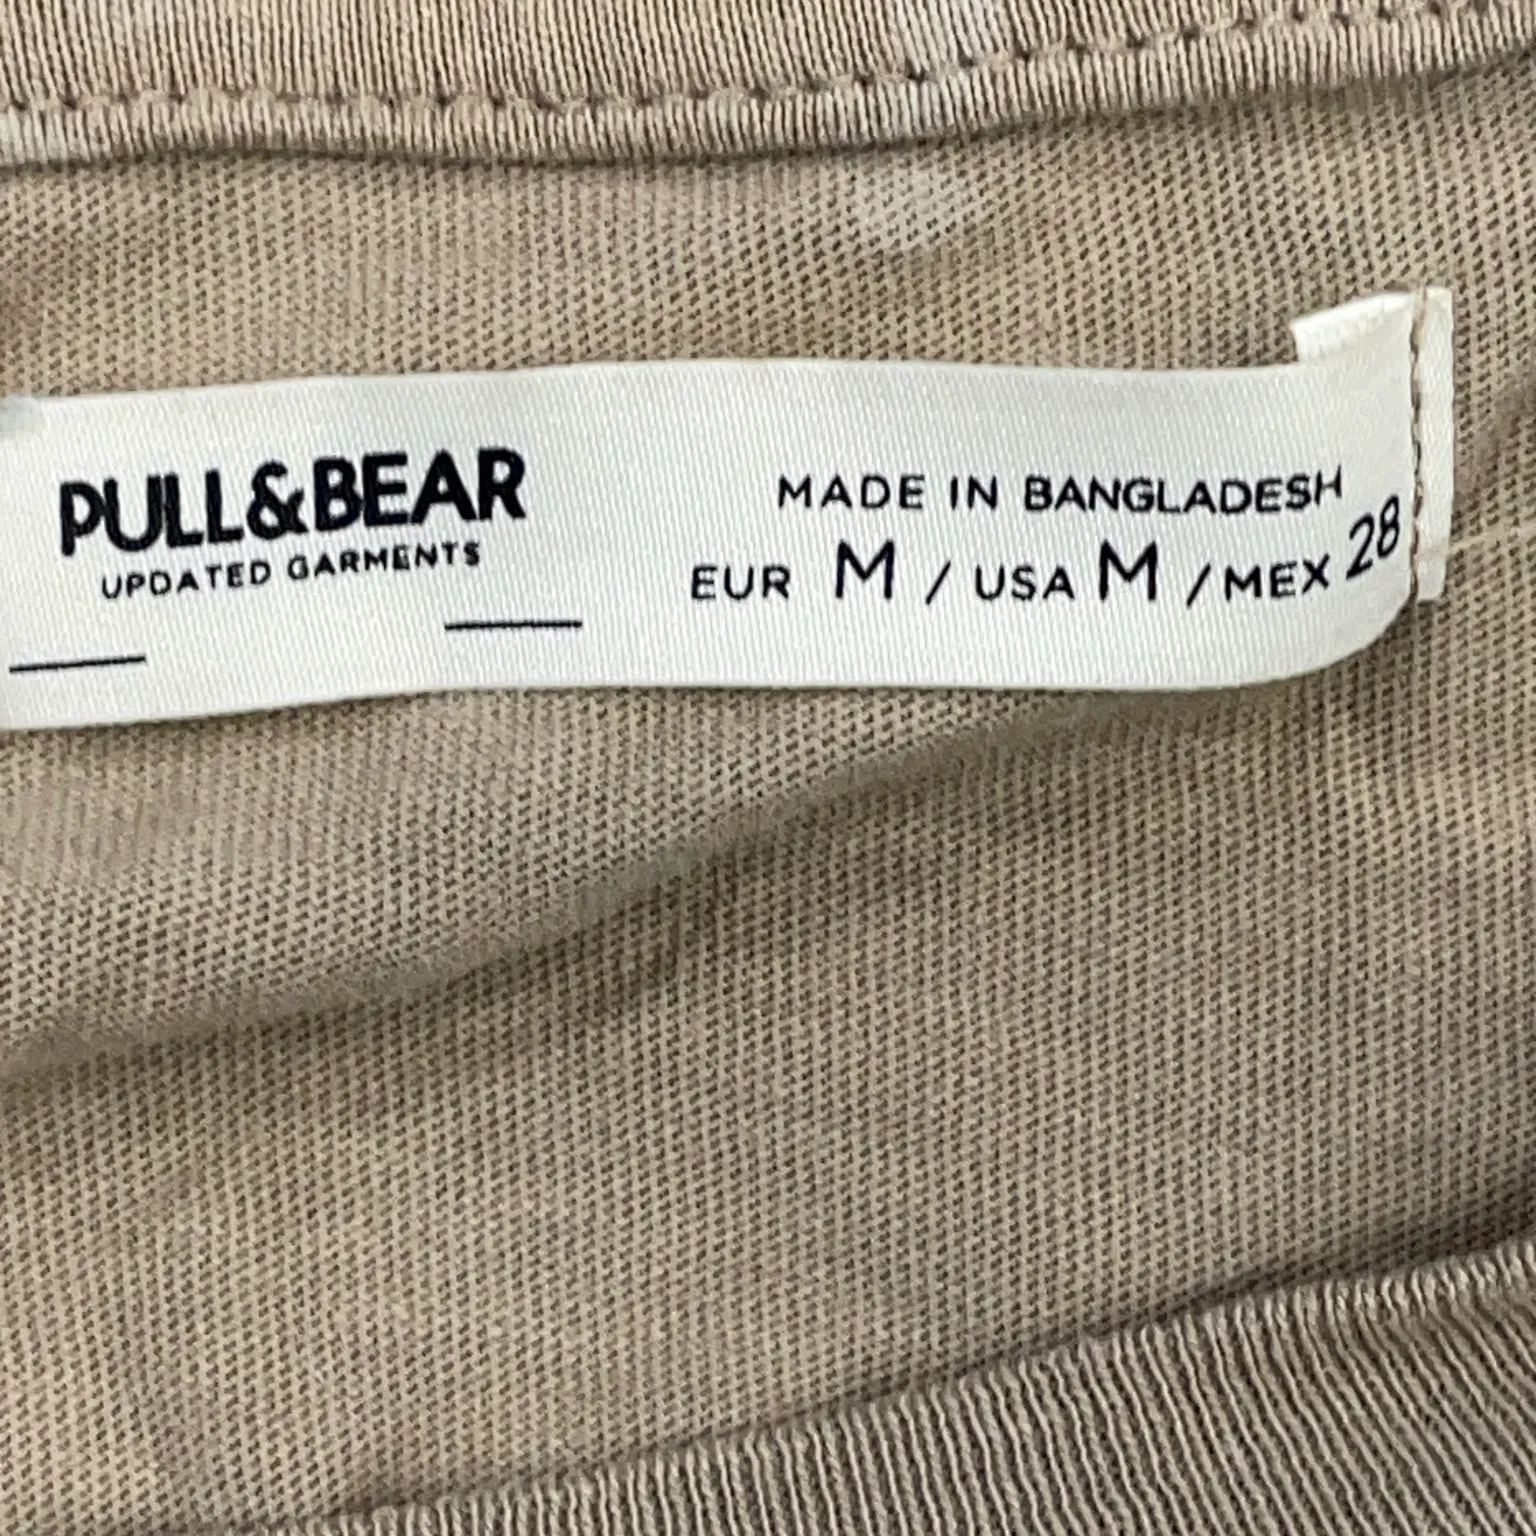 PULL&BEAR
UPDATED GARMENTS
MADE IN BANGLADESH
EUR M / USA M / MEX 28